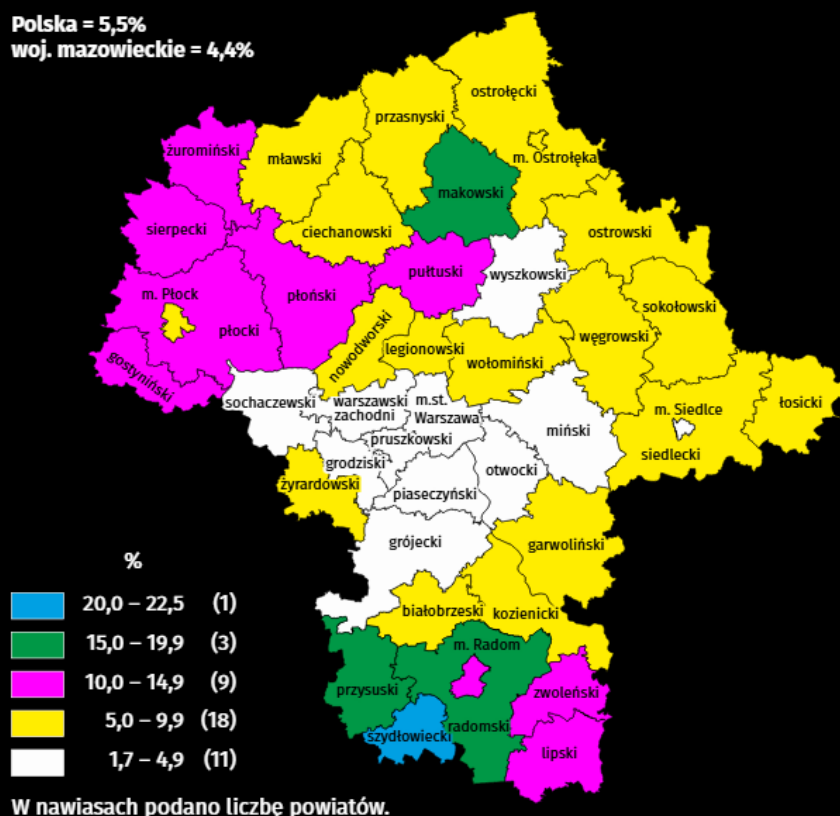 Polska = 5,5%
woj. mazowieckie = 4,4%
ostrołęcki
przasnyski
żuromiński
mławski
m. Ostrołęka
makowski
sierpecki
ciechanowski
ostrowski
pułtuski
wyszkowski
m. Płock
płoński
sokołowski
płocki
nowodworski
legionowski
węgrowski
wołomiński
gostyniński
sochaczewski
warszawski
zachodni
m.st.
Warszawa
łosicki
m. Siedlce
miński
pruszkowski
siedlecki
grodziski
otwocki
żyrardowski
piaseczyński
grójecki
garwoliński
białobrzeski
kozienicki
m. Radom
przysuski
zwoleński
radomski
szydłowiecki
lipski
%
20,0 – 22,5 (1)
15,0 – 19,9 (3)
10,0 – 14,9 (9)
5,0 – 9,9 (18)
1,7 – 4,9 (11)
W nawiasach podano liczbę powiatów.